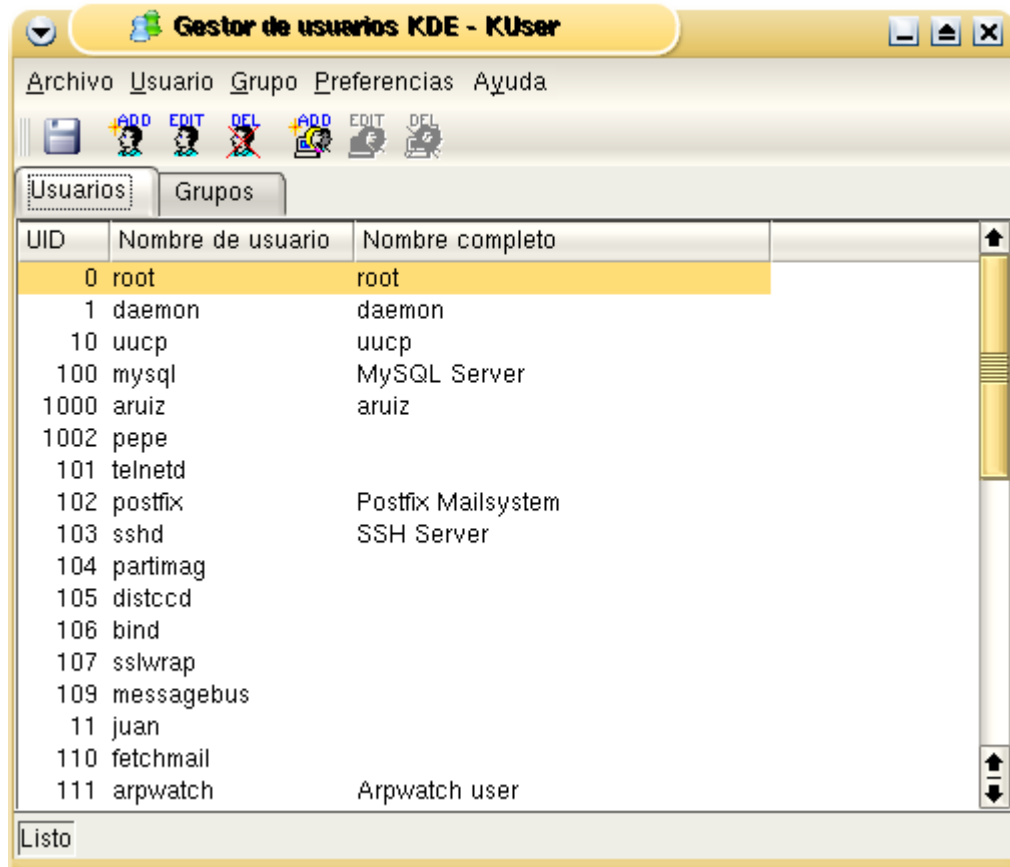 Gestor de usuarios KDE - KUser
Archivo Usuario Grupo Preferencias Ayuda
ADD EDIT DEL ADD EDIT DEL
Usuarios Grupos
UID Nombre de usuario Nombre completo
0 root root
1 daemon daemon
10 uucp uucp
100 mysql MySQL Server
1000 aruiz aruiz
1002 pepe
101 telnetd
102 postfix Postfix Mailsystem
103 sshd SSH Server
104 partimag
105 distccd
106 bind
107 sslwrap
109 messagebus
11 juan
110 fetchmail
111 arpwatch Arpwatch user
Listo